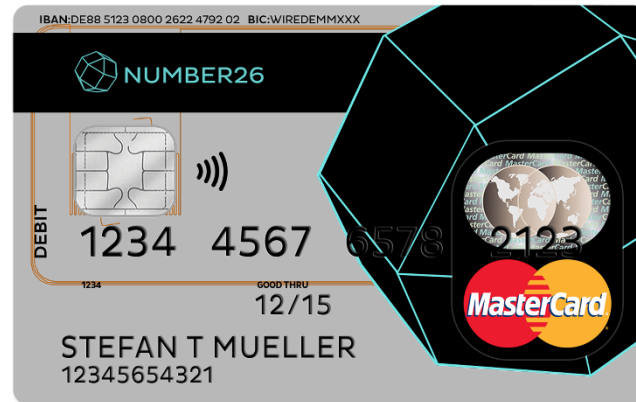 IBAN:DE88 5123 0800 2622 4792 02 BIC:WIREDEMMXXX
NUMBER26
DEBIT
1234 4567 6578 2123
1234
GOOD THRU
12/15
MasterCard
STEFAN T MUELLER
12345654321